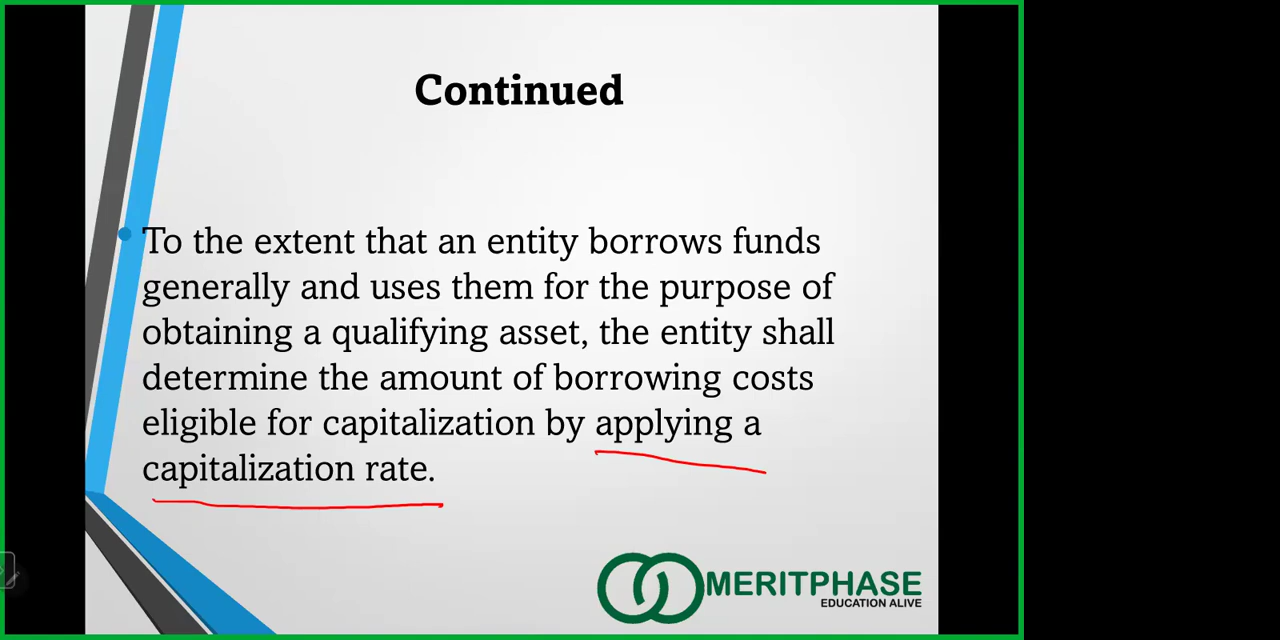 Continued
To the extent that an entity borrows funds
generally and uses them for the purpose of
obtaining a qualifying asset, the entity shall
determine the amount of borrowing costs
eligible for capitalization by applying a
capitalization rate.
MERITPHASE
EDUCATION ALIVE